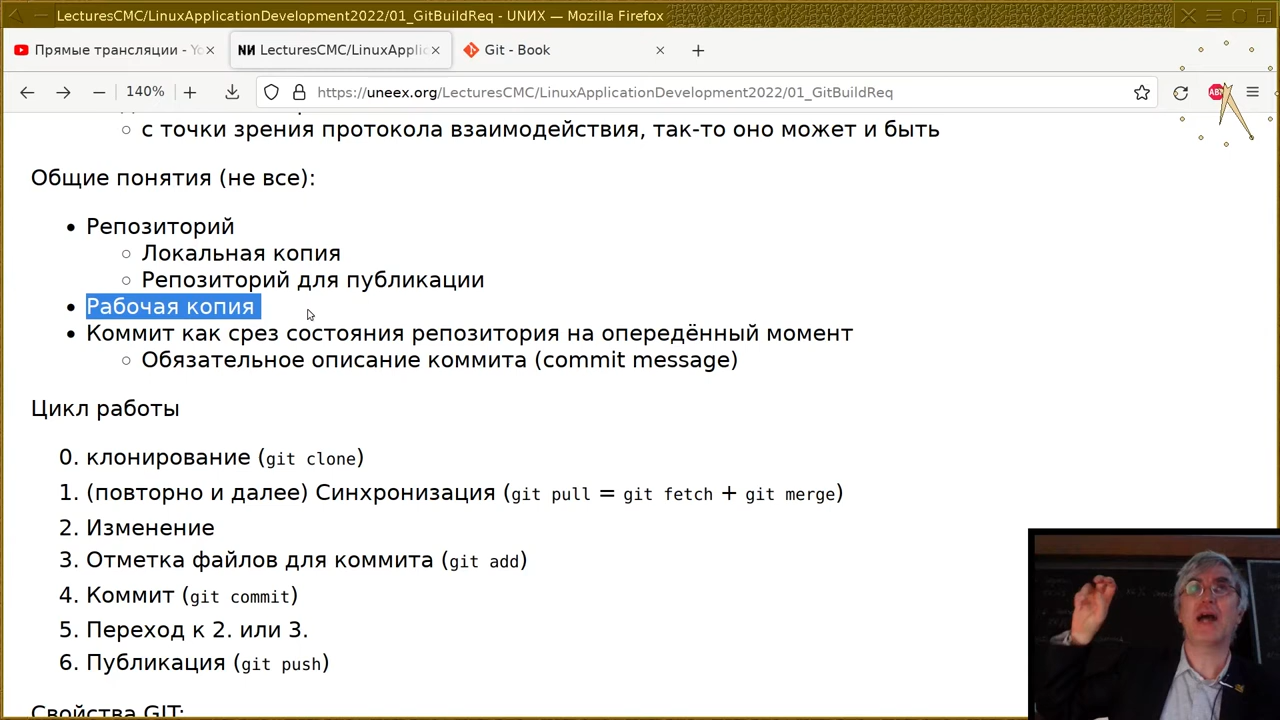 LecturesCMC/LinuxApplicationDevelopment2022/01_GitBuildReq - UNИX — Mozilla Firefox
Прямые трансляции - Yo
NИ LecturesCMC/LinuxApplic
Git - Book
140%
https://uneex.org/LecturesCMC/LinuxApplicationDevelopment2022/01_GitBuildReq
ABP
с точки зрения протокола взаимодействия, так-то оно может и быть
Общие понятия (не все):
Репозиторий
Локальная копия
Репозиторий для публикации
Рабочая копия
Коммит как срез состояния репозитория на опередённый момент
Обязательное описание коммита (commit message)
Цикл работы
0. клонирование (git clone)
1. (повторно и далее) Синхронизация (git pull = git fetch + git merge)
2. Изменение
3. Отметка файлов для коммита (git add)
4. Коммит (git commit)
5. Переход к 2. или 3.
6. Публикация (git push)
Свойства GIT: